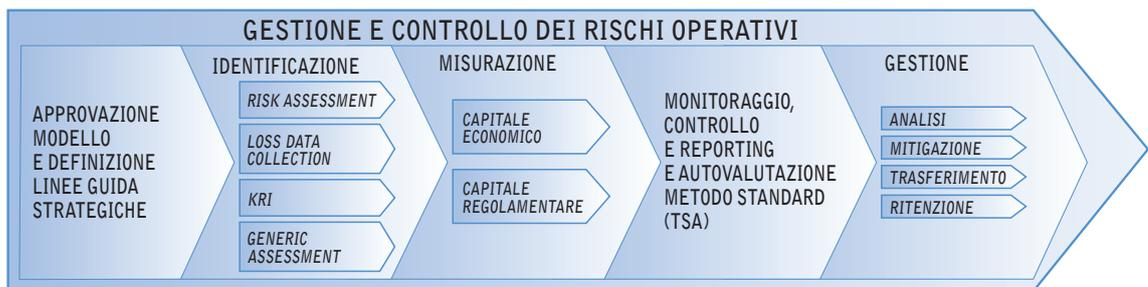 GESTIONE E CONTROLLO DEI RISCHI OPERATIVI
APPROVAZIONE
MODELLO
E DEFINIZIONE
LINEE GUIDA
STRATEGICHE
IDENTIFICAZIONE
RISK ASSESSMENT
LOSS DATA
COLLECTION
KRI
GENERIC
ASSESSMENT
MISURAZIONE
CAPITALE
ECONOMICO
CAPITALE
REGOLAMENTARE
MONITORAGGIO,
CONTROLLO
E REPORTING
E AUTOVALUTAZIONE
METODO STANDARD
(TSA)
GESTIONE
ANALISI
MITIGAZIONE
TRASFERIMENTO
RITENZIONE